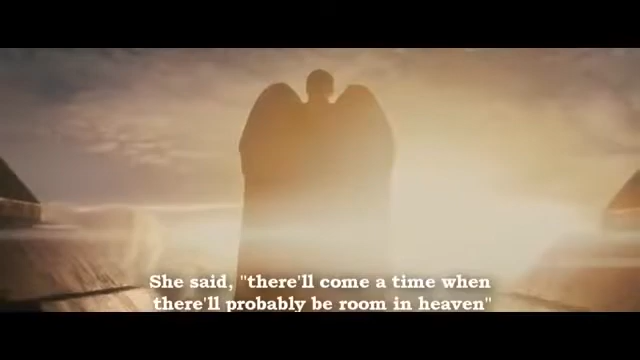 She said, "there'll come a time when
there'll probably be room in heaven"